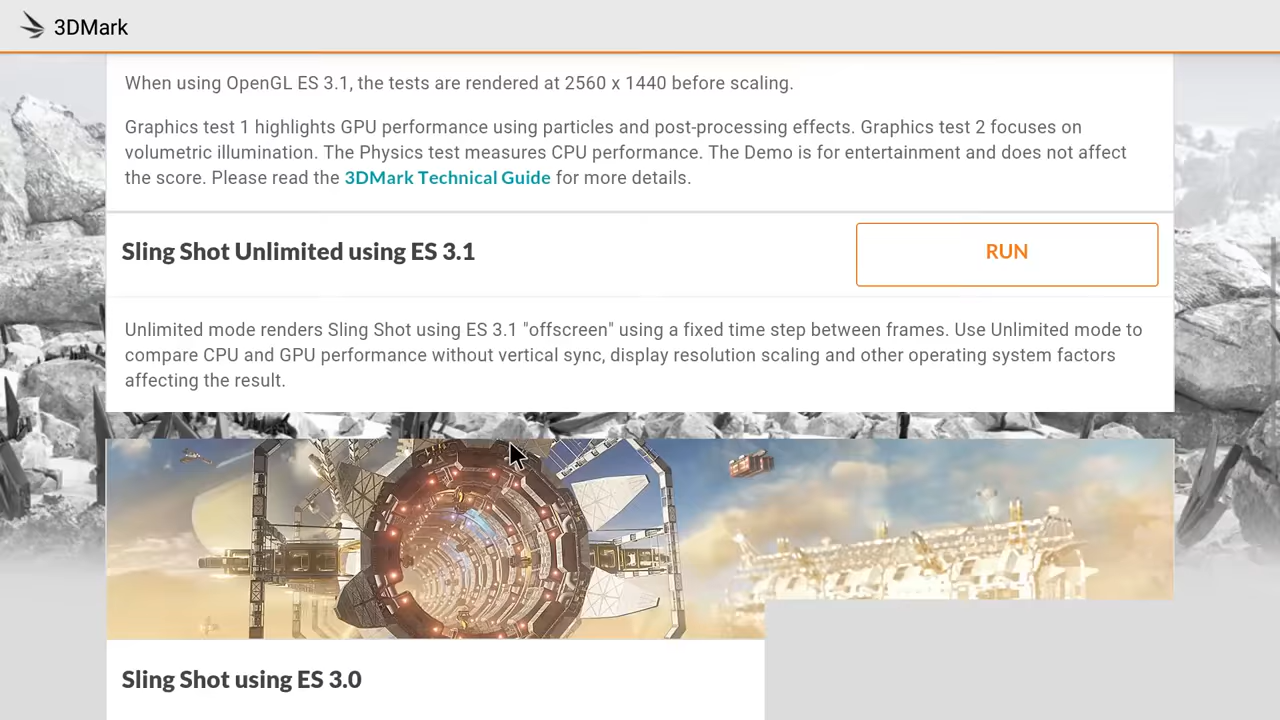 3DMark
When using OpenGL ES 3.1, the tests are rendered at 2560 x 1440 before scaling.
Graphics test 1 highlights GPU performance using particles and post-processing effects. Graphics test 2 focuses on
volumetric illumination. The Physics test measures CPU performance. The Demo is for entertainment and does not affect
the score. Please read the 3DMark Technical Guide for more details.
Sling Shot Unlimited using ES 3.1
RUN
Unlimited mode renders Sling Shot using ES 3.1 "offscreen" using a fixed time step between frames. Use Unlimited mode to
compare CPU and GPU performance without vertical sync, display resolution scaling and other operating system factors
affecting the result.
Sling Shot using ES 3.0